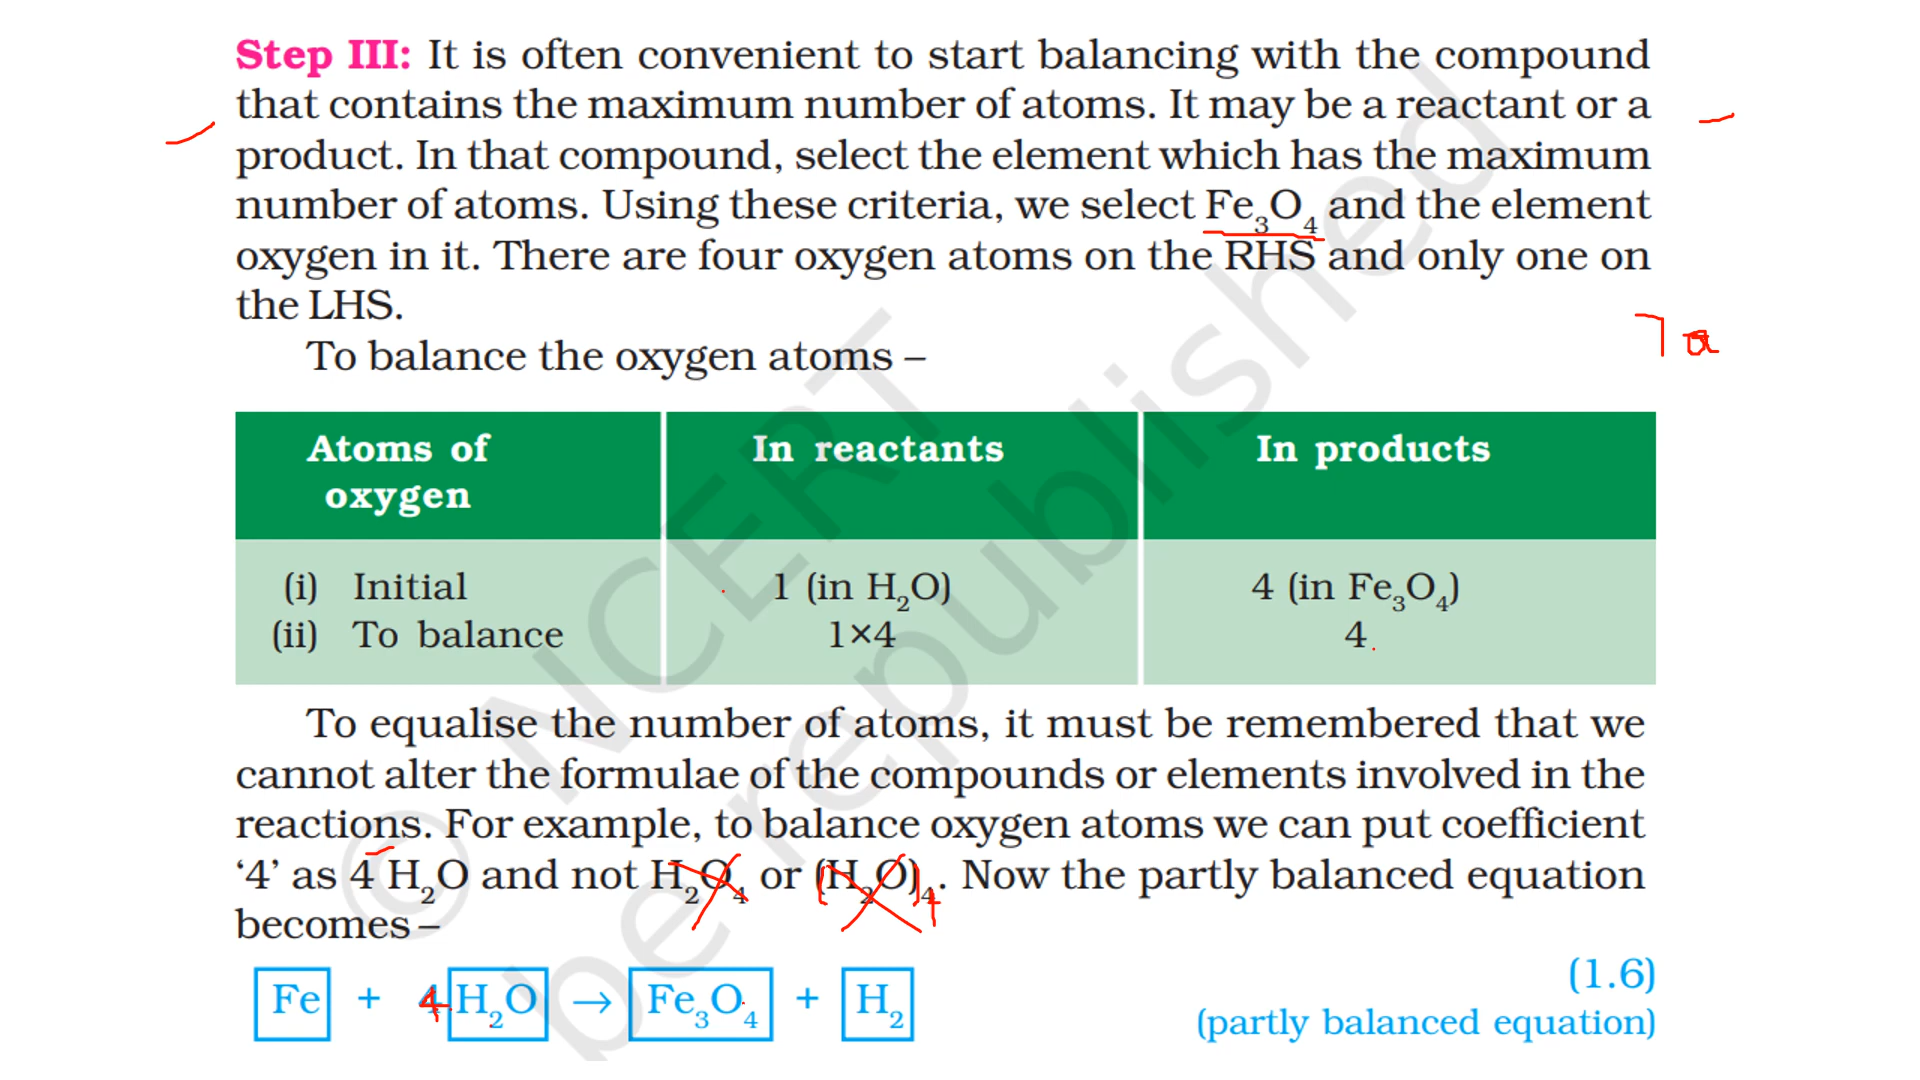 Step III: It is often convenient to start balancing with the compound
that contains the maximum number of atoms. It may be a reactant or a
product. In that compound, select the element which has the maximum
number of atoms. Using these criteria, we select Fe₃O₄ and the element
oxygen in it. There are four oxygen atoms on the RHS and only one on
the LHS.
To balance the oxygen atoms –
Atoms of oxygen In reactants In products
(i) Initial 1 (in H₂O) 4 (in Fe₃O₄)
(ii) To balance 1×4 4
To equalise the number of atoms, it must be remembered that we
cannot alter the formulae of the compounds or elements involved in the
reactions. For example, to balance oxygen atoms we can put coefficient
‘4’ as 4 H₂O and not H₂O₄ or (H₂O)₄. Now the partly balanced equation
becomes –
Fe + 4 H₂O → Fe₃O₄ + H₂ (1.6)
(partly balanced equation)
© NCERT
be republished